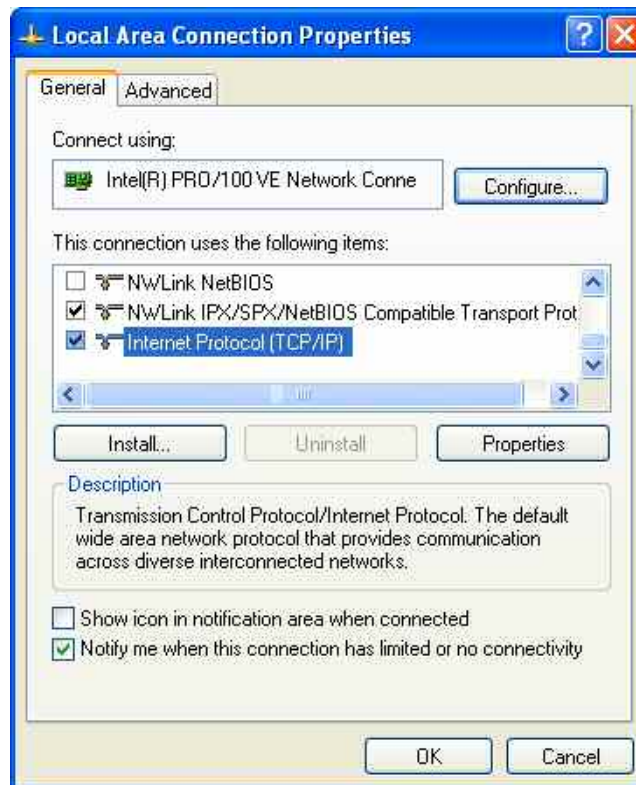 Local Area Connection Properties
General
Advanced
Connect using:
Intel(R) PRO/100 VE Network Conne
Configure...
This connection uses the following items:
NWLink NetBIOS
NWLink IPX/SPX/NetBIOS Compatible Transport Prot
Internet Protocol (TCP/IP)
Install...
Uninstall
Properties
Description
Transmission Control Protocol/Internet Protocol. The default
wide area network protocol that provides communication
across diverse interconnected networks.
Show icon in notification area when connected
Notify me when this connection has limited or no connectivity
OK
Cancel